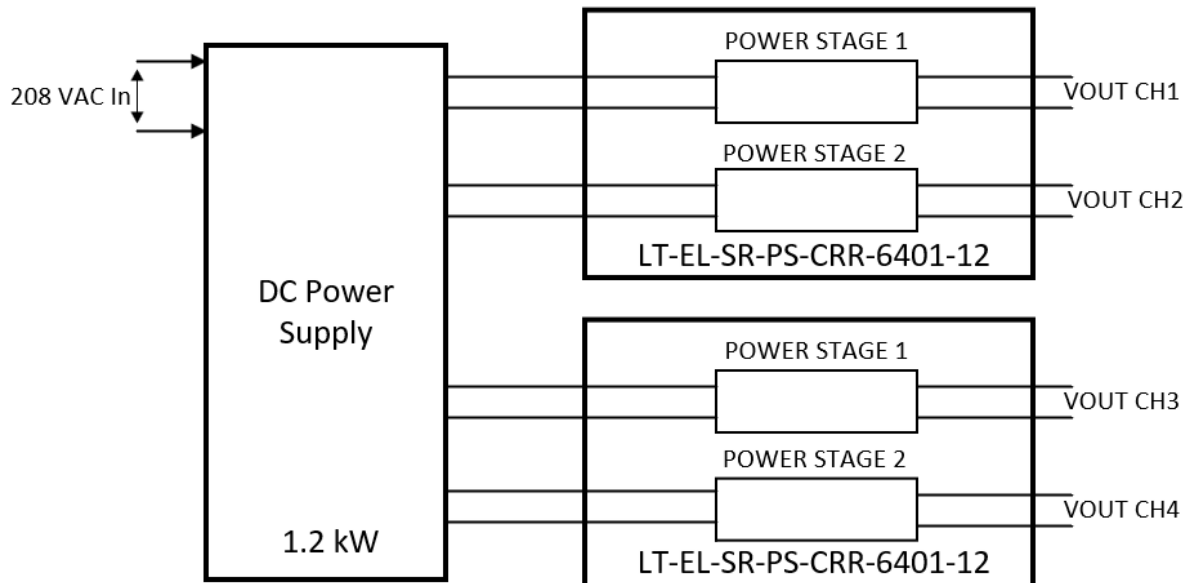 208 VAC In
DC Power
Supply
1.2 kW
POWER STAGE 1
VOUT CH1
POWER STAGE 2
VOUT CH2
LT-EL-SR-PS-CRR-6401-12
POWER STAGE 1
VOUT CH3
POWER STAGE 2
VOUT CH4
LT-EL-SR-PS-CRR-6401-12